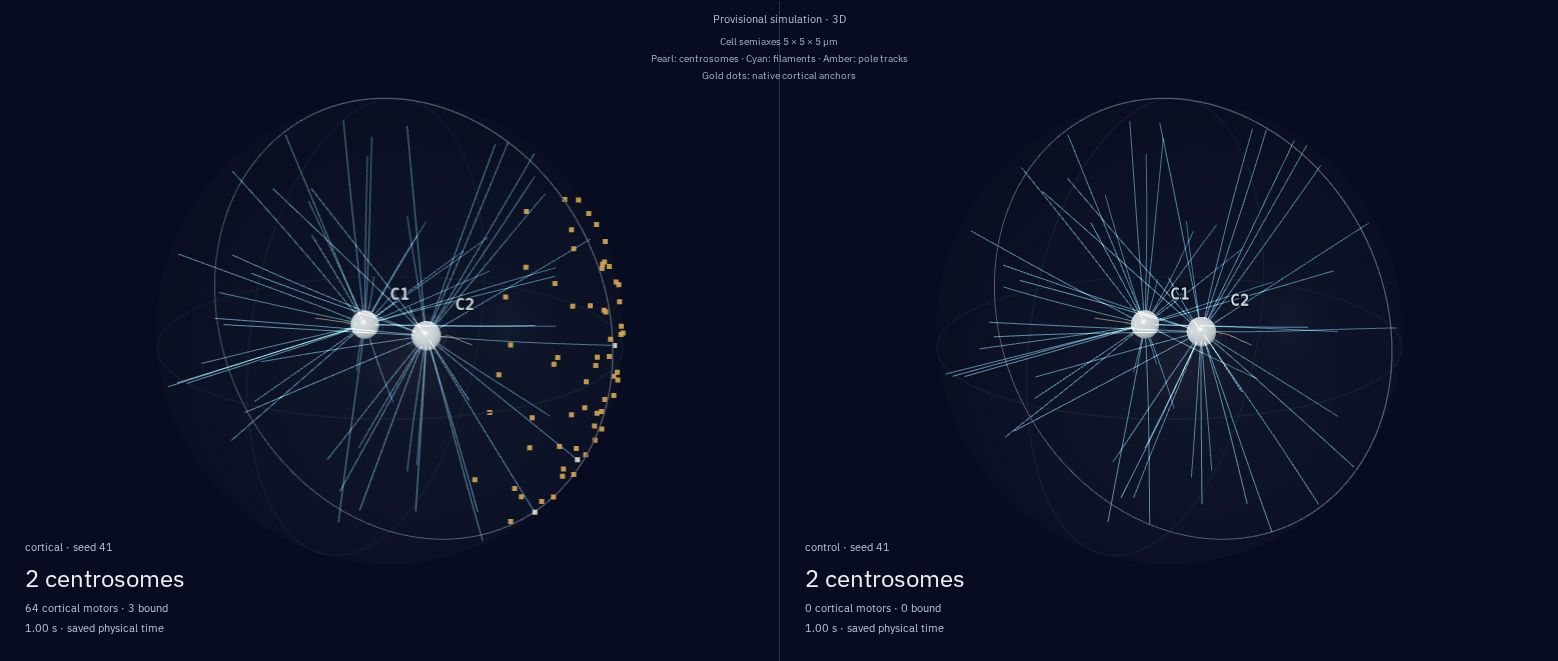 Provisional simulation · 3D
Cell semiaxes 5 × 5 × 5 µm
Pearl: centrosomes · Cyan: filaments · Amber: pole tracks
Gold dots: native cortical anchors
C1
C2
cortical · seed 41
2 centrosomes
64 cortical motors · 3 bound
1.00 s · saved physical time
C1
C2
control · seed 41
2 centrosomes
0 cortical motors · 0 bound
1.00 s · saved physical time